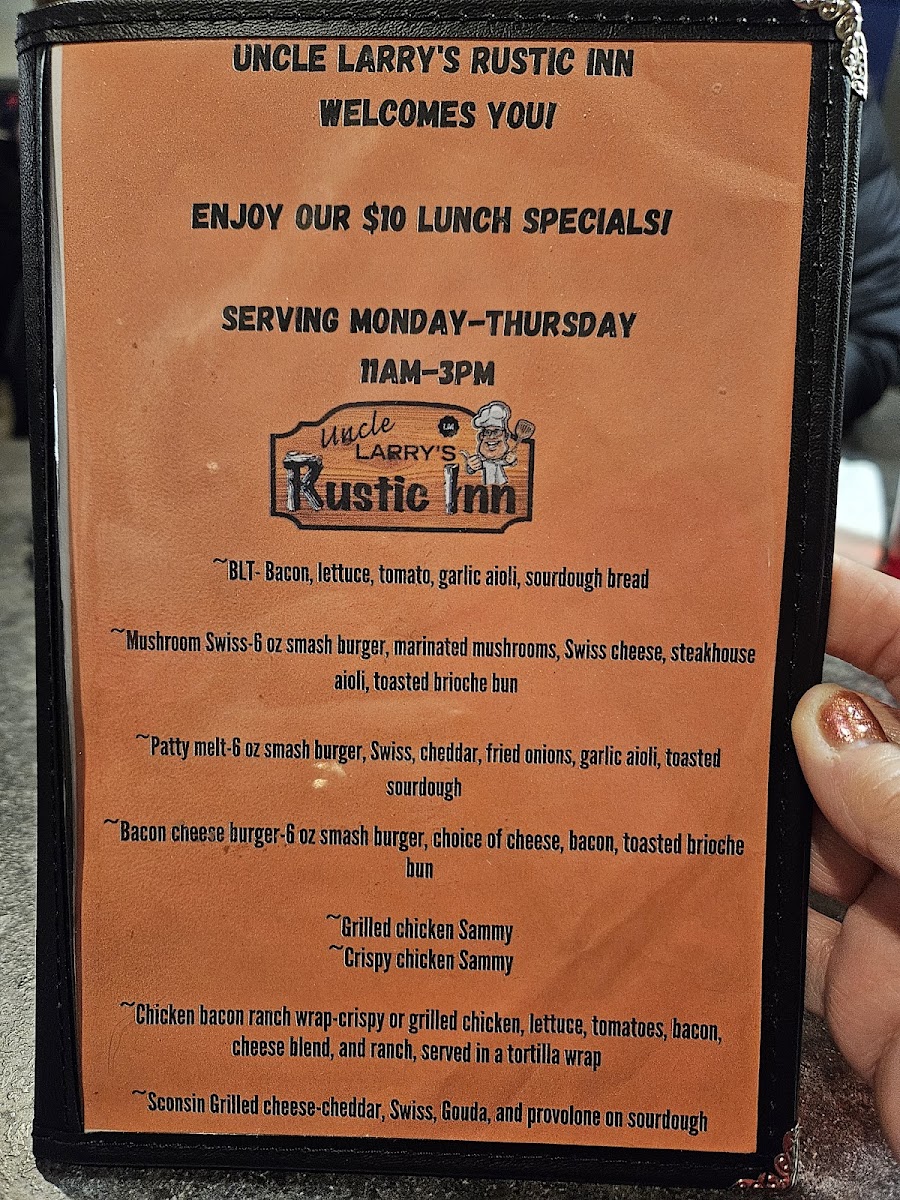 UNCLE LARRY'S RUSTIC INN
WELCOMES YOU!
ENJOY OUR $10 LUNCH SPECIALS!
SERVING MONDAY-THURSDAY
11AM-3PM
Uncle
LARRY'S
Rustic Inn
~BLT- Bacon, lettuce, tomato, garlic aioli, sourdough bread
~Mushroom Swiss-6 oz smash burger, marinated mushrooms, Swiss cheese, steakhouse
aioli, toasted brioche bun
~Patty melt-6 oz smash burger, Swiss, cheddar, fried onions, garlic aioli, toasted
sourdough
~Bacon cheese burger-6 oz smash burger, choice of cheese, bacon, toasted brioche
bun
~Grilled chicken Sammy
~Crispy chicken Sammy
~Chicken bacon ranch wrap-crispy or grilled chicken, lettuce, tomatoes, bacon,
cheese blend, and ranch, served in a tortilla wrap
~Sconsin Grilled cheese-cheddar, Swiss, Gouda, and provolone on sourdough